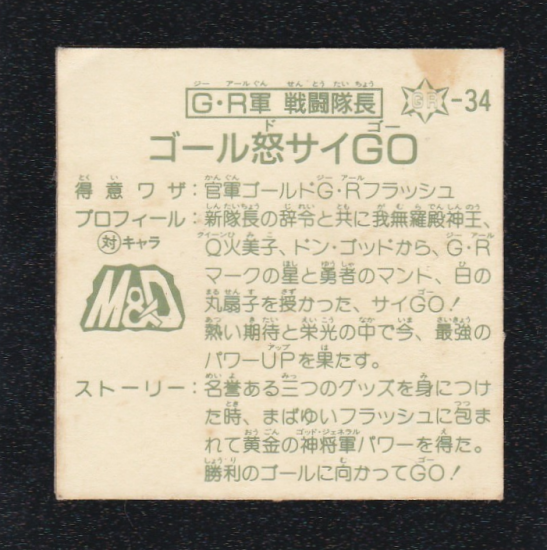 G・R軍 戦闘隊長 GR-34
ゴール怒サイGO
得意ワザ:官軍ゴールドG・Rフラッシュ
プロフィール:新隊長の辞令と共に我無羅殿神王、
対キャラ Q火美子、ドン・ゴッドから、G・R
M&D マークの星と勇者のマント、日の
丸扇子を授かった、サイGO!
熱い期待と栄光の中で今、最強の
パワーUPを果たす。
ストーリー:名誉ある三つのグッズを身につけ
た時、まばゆいフラッシュに包ま
れて黄金の神将軍パワーを得た。
勝利のゴールに向かってGO!